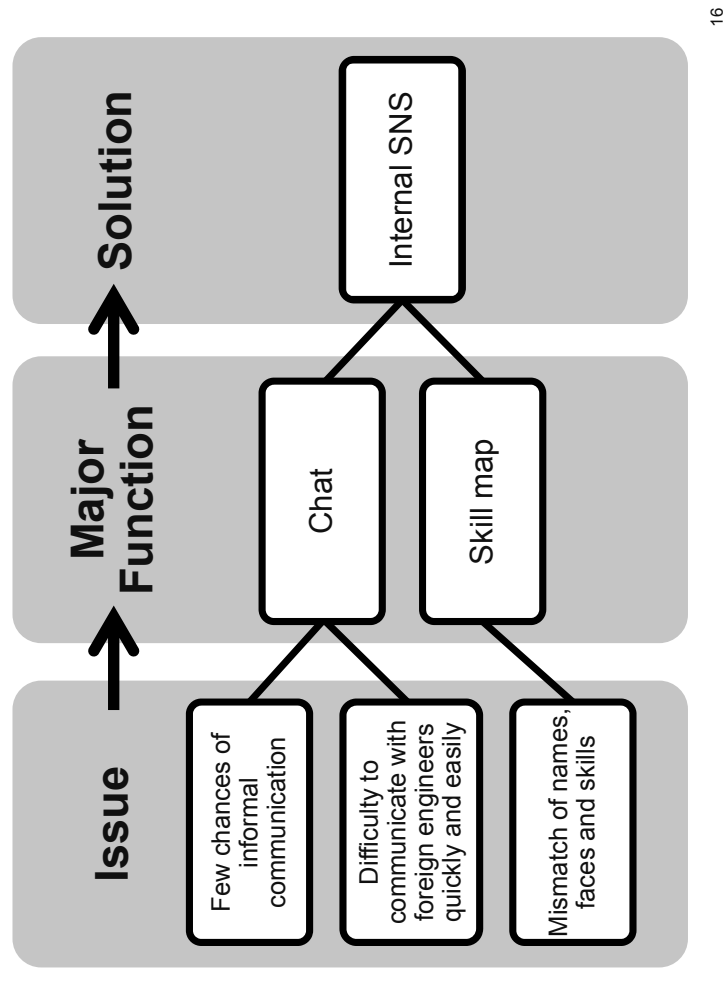 Issue
Major
Function
Solution
Few chances of
informal
communication
Difficulty to
communicate with
foreign engineers
quickly and easily
Mismatch of names,
faces and skills
Chat
Skill map
Internal SNS
16